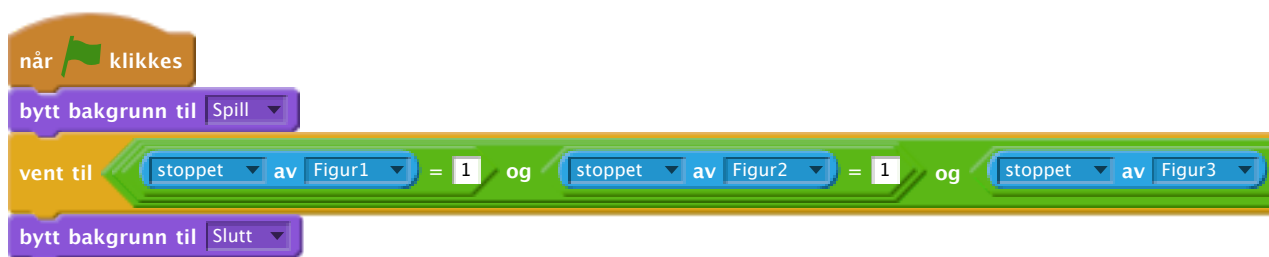 når klikkes
bytt bakgrunn til Spill
vent til stoppet av Figur1 = 1 og stoppet av Figur2 = 1 og stoppet av Figur3
bytt bakgrunn til Slutt